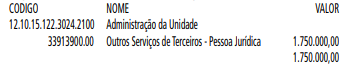 CODIGO NOME VALOR
12.10.15.122.3024.2100 Administração da Unidade
33913900.00 Outros Serviços de Terceiros - Pessoa Jurídica 1.750.000,00
1.750.000,00